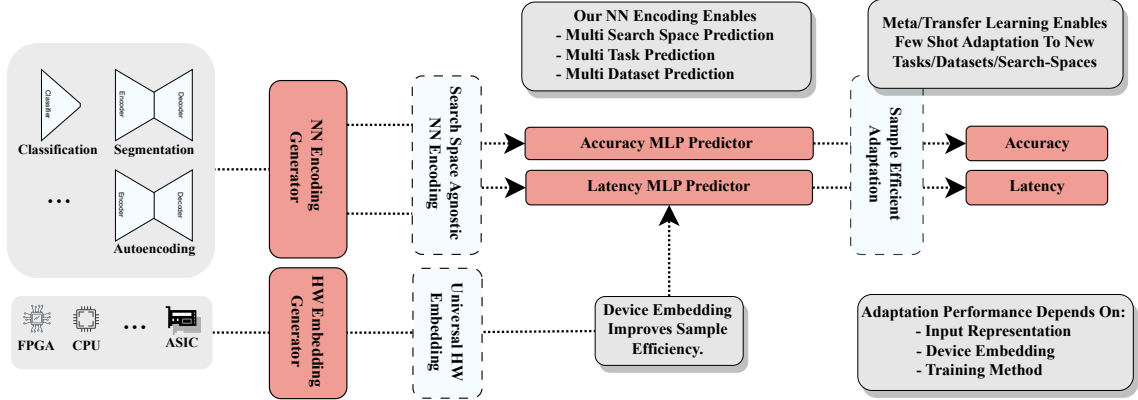 Our NN Encoding Enables
- Multi Search Space Prediction
- Multi Task Prediction
- Multi Dataset Prediction
Meta/Transfer Learning Enables
Few Shot Adaptation To New
Tasks/Datasets/Search-Spaces
Classifier
Classification
Encoder
Decoder
Segmentation
...
Encoder
Decoder
Autoencoding
NN Encoding
Generator
Search Space Agnostic
NN Encoding
Accuracy MLP Predictor
Latency MLP Predictor
Sample Efficient
Adaptation
Accuracy
Latency
FPGA
CPU
...
ASIC
HW Embedding
Generator
Universal HW
Embedding
Device Embedding
Improves Sample
Efficiency.
Adaptation Performance Depends On:
- Input Representation
- Device Embedding
- Training Method